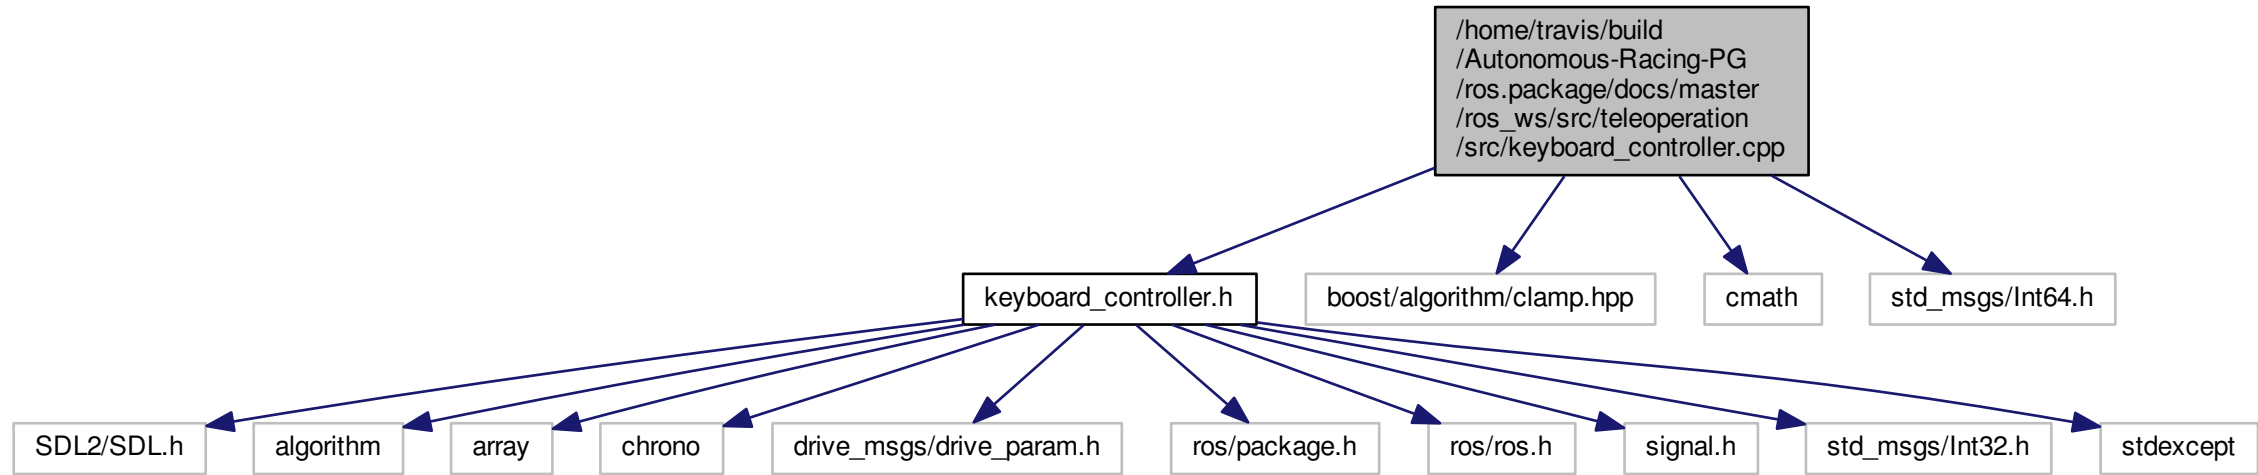 /home/travis/build
/Autonomous-Racing-PG
/ros.package/docs/master
/ros_ws/src/teleoperation
/src/keyboard_controller.cpp
keyboard_controller.h
boost/algorithm/clamp.hpp
cmath
std_msgs/Int64.h
SDL2/SDL.h
algorithm
array
chrono
drive_msgs/drive_param.h
ros/package.h
ros/ros.h
signal.h
std_msgs/Int32.h
stdexcept